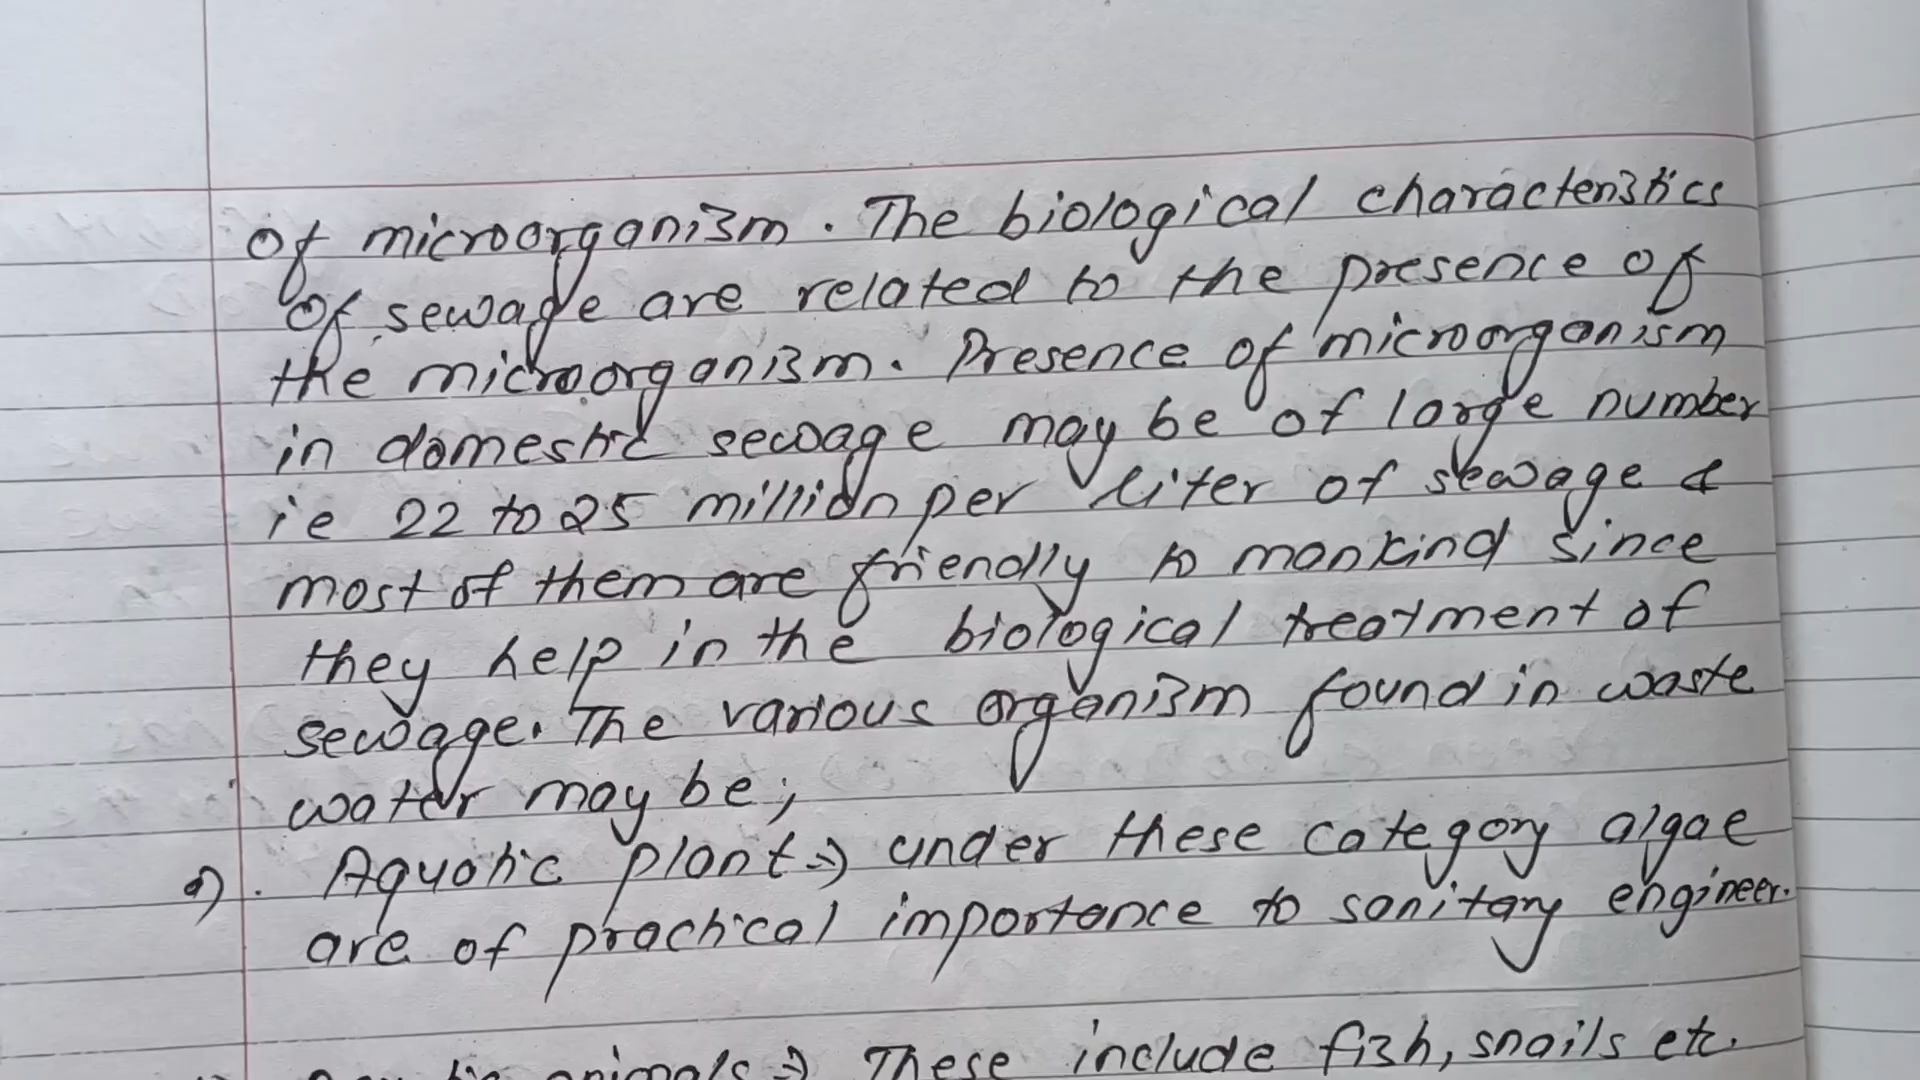 of microorganism. The biological characteristics
of sewage are related to the presence of
the microorganism. Presence of microorganism
in domestic sewage may be of large number
ie 22 to 25 million per liter of sewage &
most of them are friendly to mankind since
they help in the biological treatment of
sewage. The various organism found in waste
water may be;
a). Aquatic plant ⇒ under these category algae
are of practical importance to sanitary engineer.
animals ⇒ These include fish, snails etc.